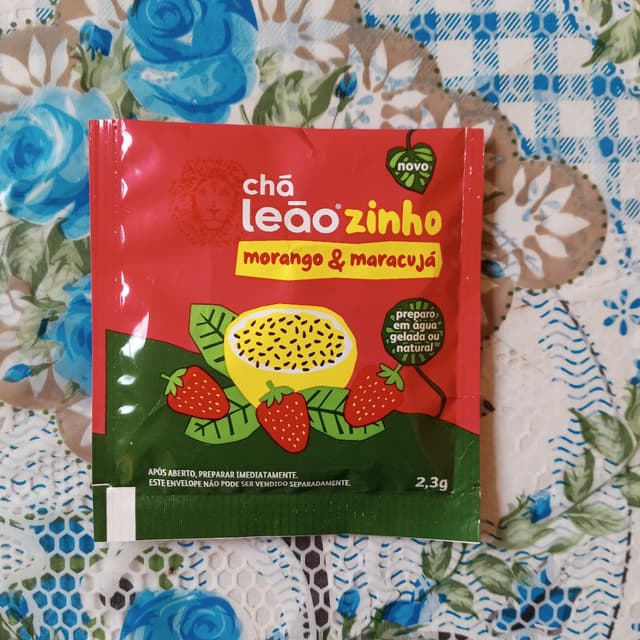 novo
chá
leão® zinho
morango & maracujá
preparo
em água
gelada ou
natural
APÓS ABERTO, PREPARAR IMEDIATAMENTE.
ESTE ENVELOPE NÃO PODE SER VENDIDO SEPARADAMENTE.
2,3g